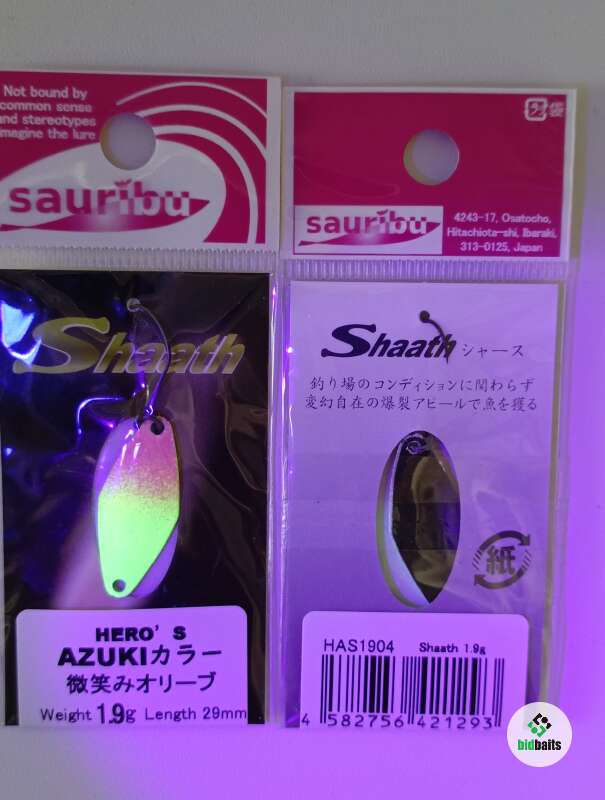 Not bound by
common sense
and stereotypes
imagine the lure
sauribu
Shaath
HERO'S
AZUKIカラー
微笑みオリーブ
Weight 1.9g Length 29mm
袋
sauribu
4243-17, Osatocho,
Hitachiota-shi, Ibaraki,
313-0125, Japan
Shaath シャース
釣り場のコンディションに関わらず
変幻自在の爆裂アピールで魚を獲る
紙
HAS1904 Shaath 1.9g
4 582756 421293
bidbaits